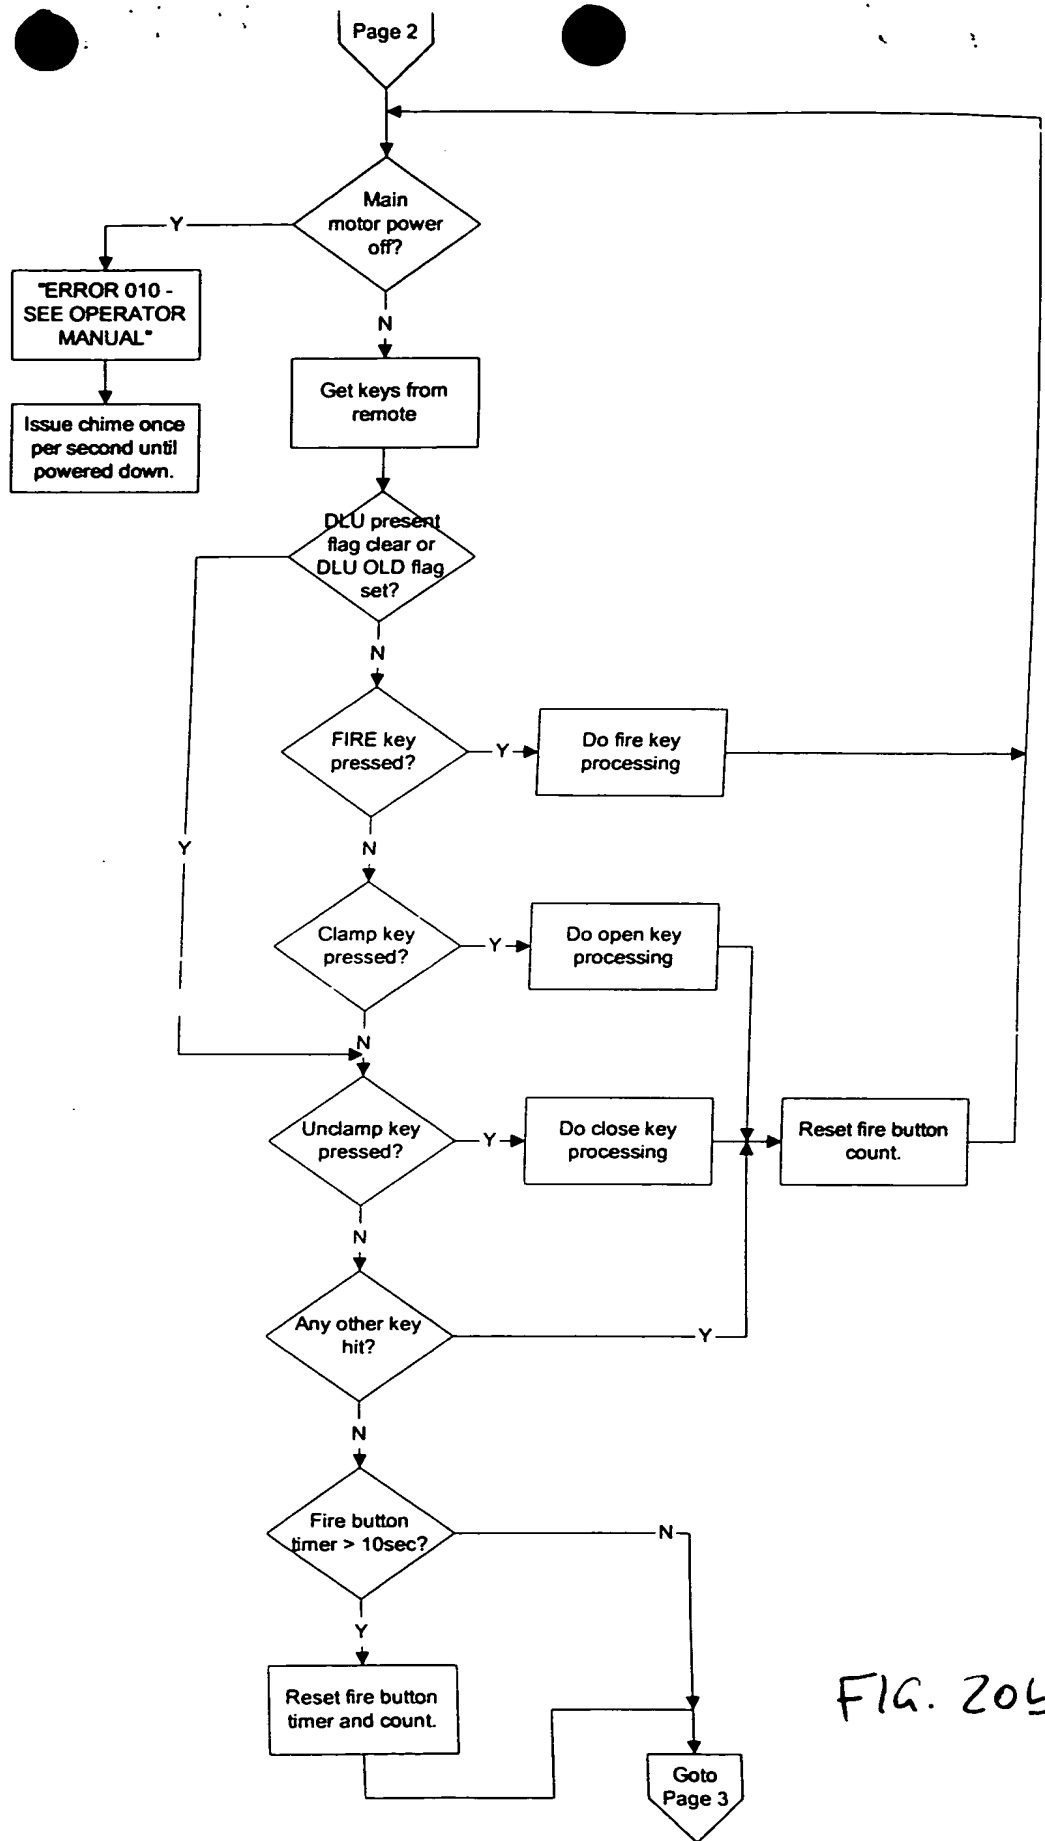 Page 2
Main
motor power
off?
Y
"ERROR 010 -
SEE OPERATOR
MANUAL"
N
Issue chime once
per second until
powered down.
Get keys from
remote
DLU present
flag clear or
DLU OLD flag
set?
N
FIRE key
pressed?
Y
Do fire key
processing
Y
N
Clamp key
pressed?
Y
Do open key
processing
N
Unclamp key
pressed?
Y
Do close key
processing
Reset fire button
count.
N
Any other key
hit?
Y
N
Fire button
timer > 10sec?
N
Y
Reset fire button
timer and count.
FIG. 20b
Goto
Page 3